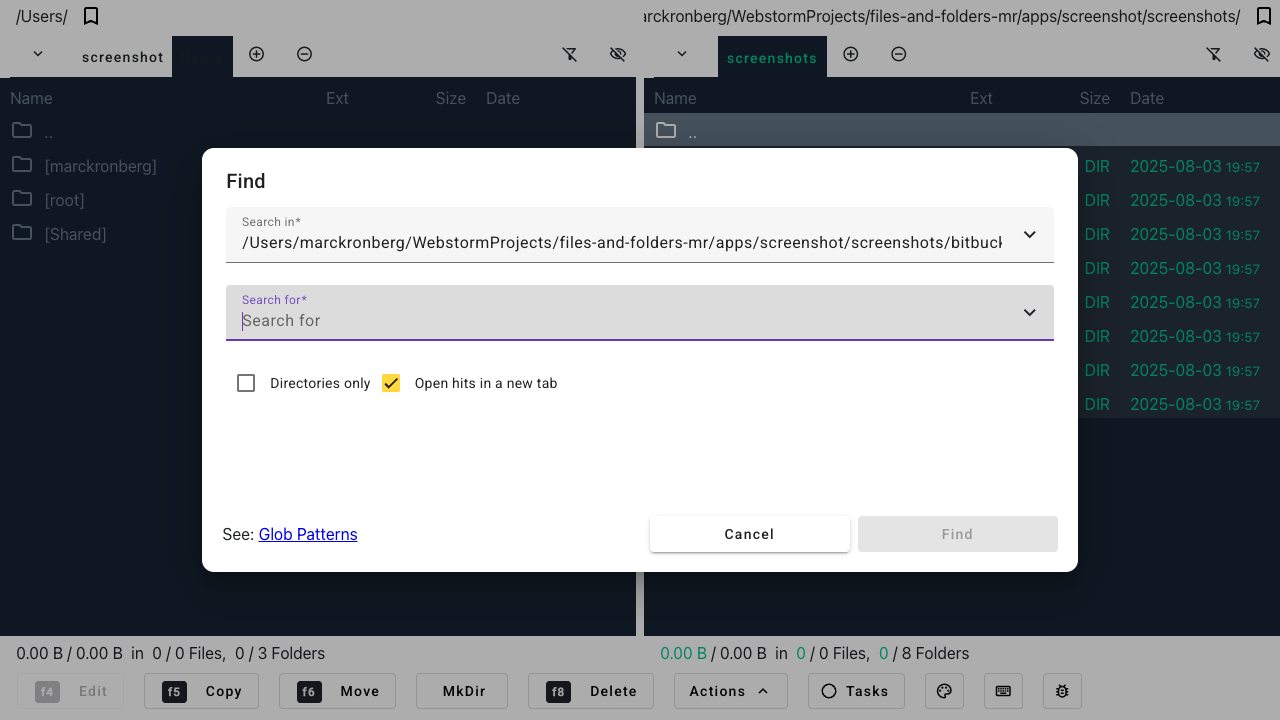 /Users/
arckronberg/WebstormProjects/files-and-folders-mr/apps/screenshot/screenshots/
screenshot
screenshots
Name Ext Size Date
Name Ext Size Date
..
..
[marckronberg]
DIR 2025-08-03 19:57
[root]
DIR 2025-08-03 19:57
[Shared]
DIR 2025-08-03 19:57
DIR 2025-08-03 19:57
DIR 2025-08-03 19:57
DIR 2025-08-03 19:57
DIR 2025-08-03 19:57
DIR 2025-08-03 19:57
Find
Search in*
/Users/marckronberg/WebstormProjects/files-and-folders-mr/apps/screenshot/screenshots/bitbuck
Search for*
Search for
Directories only Open hits in a new tab
See: Glob Patterns
Cancel
Find
0.00 B / 0.00 B in 0 / 0 Files, 0 / 3 Folders
0.00 B / 0.00 B in 0 / 0 Files, 0 / 8 Folders
f4 Edit f5 Copy f6 Move MkDir f8 Delete Actions Tasks